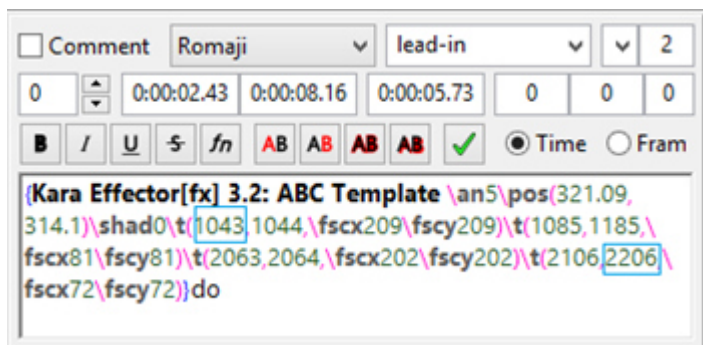 Comment Romaji lead-in 2
0 0:00:02.43 0:00:08.16 0:00:05.73 0 0 0
B I U S fn AB AB AB AB Time Fram
{Kara Effector[fx] 3.2: ABC Template \an5\pos(321.09,
314.1)\shad0\t(1043,1044,\fscx209\fscy209)\t(1085,1185,\
fscx81\fscy81)\t(2063,2064,\fscx202\fscy202)\t(2106,2206,\
fscx72\fscy72)}do